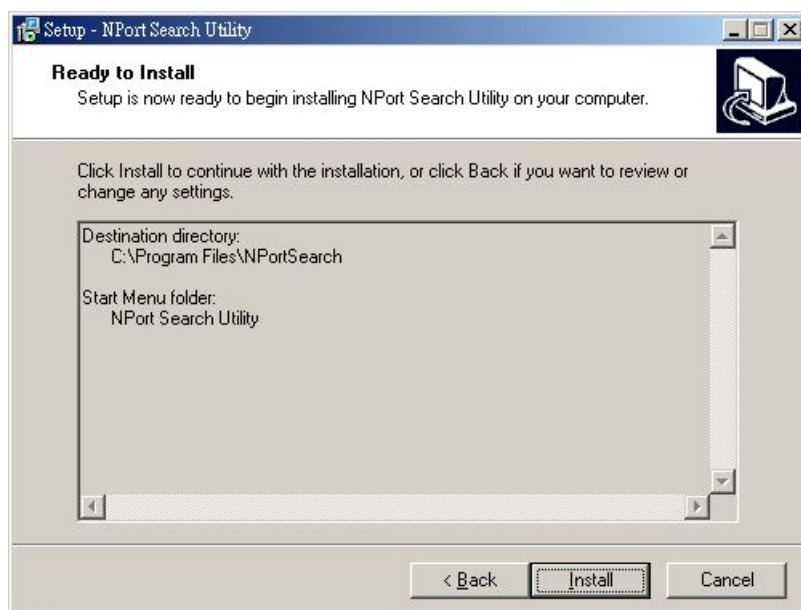 Setup - NPort Search Utility
Ready to Install
Setup is now ready to begin installing NPort Search Utility on your computer.
Click Install to continue with the installation, or click Back if you want to review or
change any settings.
Destination directory:
C:\Program Files\NPortSearch
Start Menu folder:
NPort Search Utility
< Back
Install
Cancel